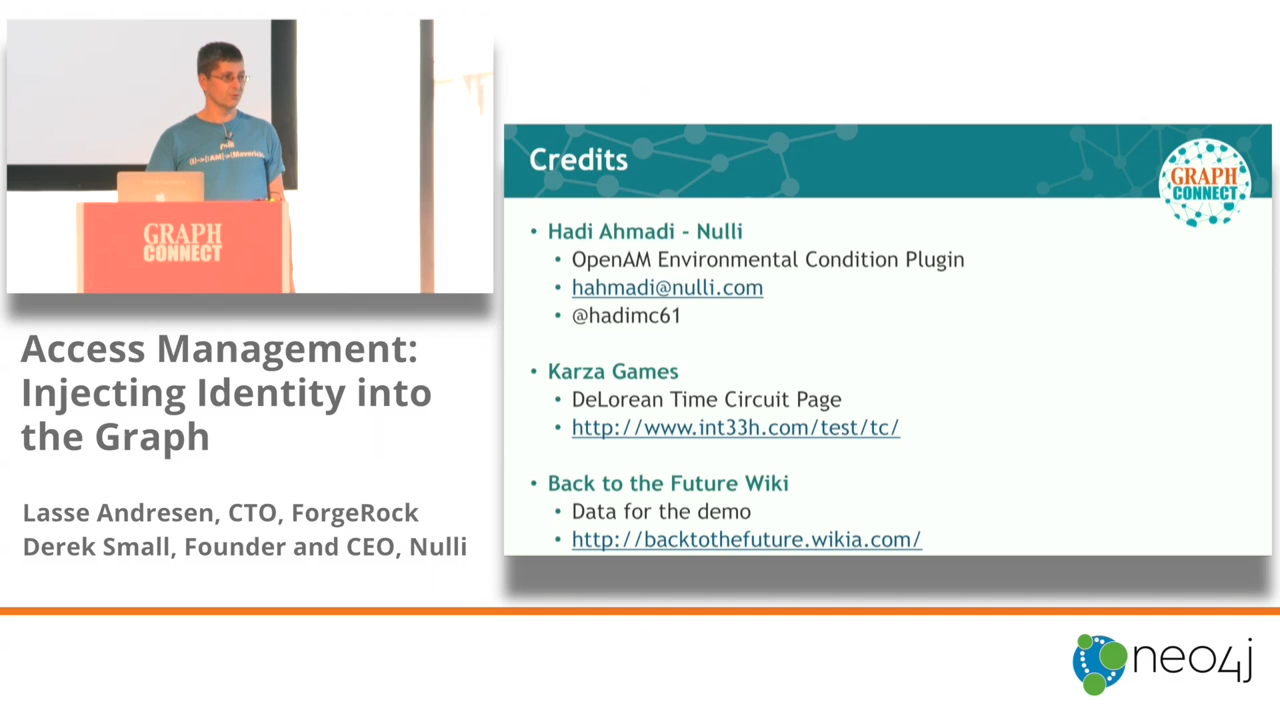 nulli
(I)->[:AM]->(Maverick)
GRAPH
CONNECT
Access Management:
Injecting Identity into
the Graph
Lasse Andresen, CTO, ForgeRock
Derek Small, Founder and CEO, Nulli
Credits
GRAPH
CONNECT
• Hadi Ahmadi - Nulli
• OpenAM Environmental Condition Plugin
• hahmadi@nulli.com
• @hadimc61
• Karza Games
• DeLorean Time Circuit Page
• http://www.int33h.com/test/tc/
• Back to the Future Wiki
• Data for the demo
• http://backtothefuture.wikia.com/
neo4j